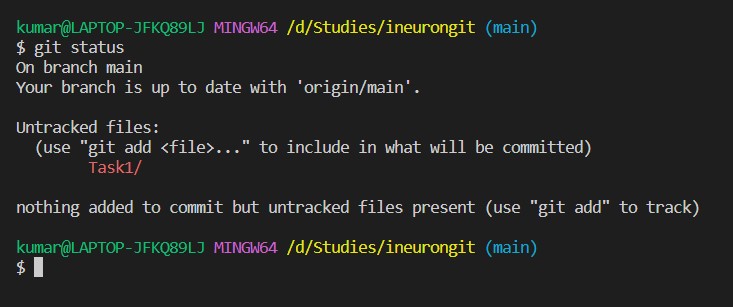 kumar@LAPTOP-JFKQ89LJ MINGW64 /d/Studies/ineurongit (main)
$ git status
On branch main
Your branch is up to date with 'origin/main'.
Untracked files:
  (use "git add <file>..." to include in what will be committed)
        Task1/
nothing added to commit but untracked files present (use "git add" to track)
kumar@LAPTOP-JFKQ89LJ MINGW64 /d/Studies/ineurongit (main)
$